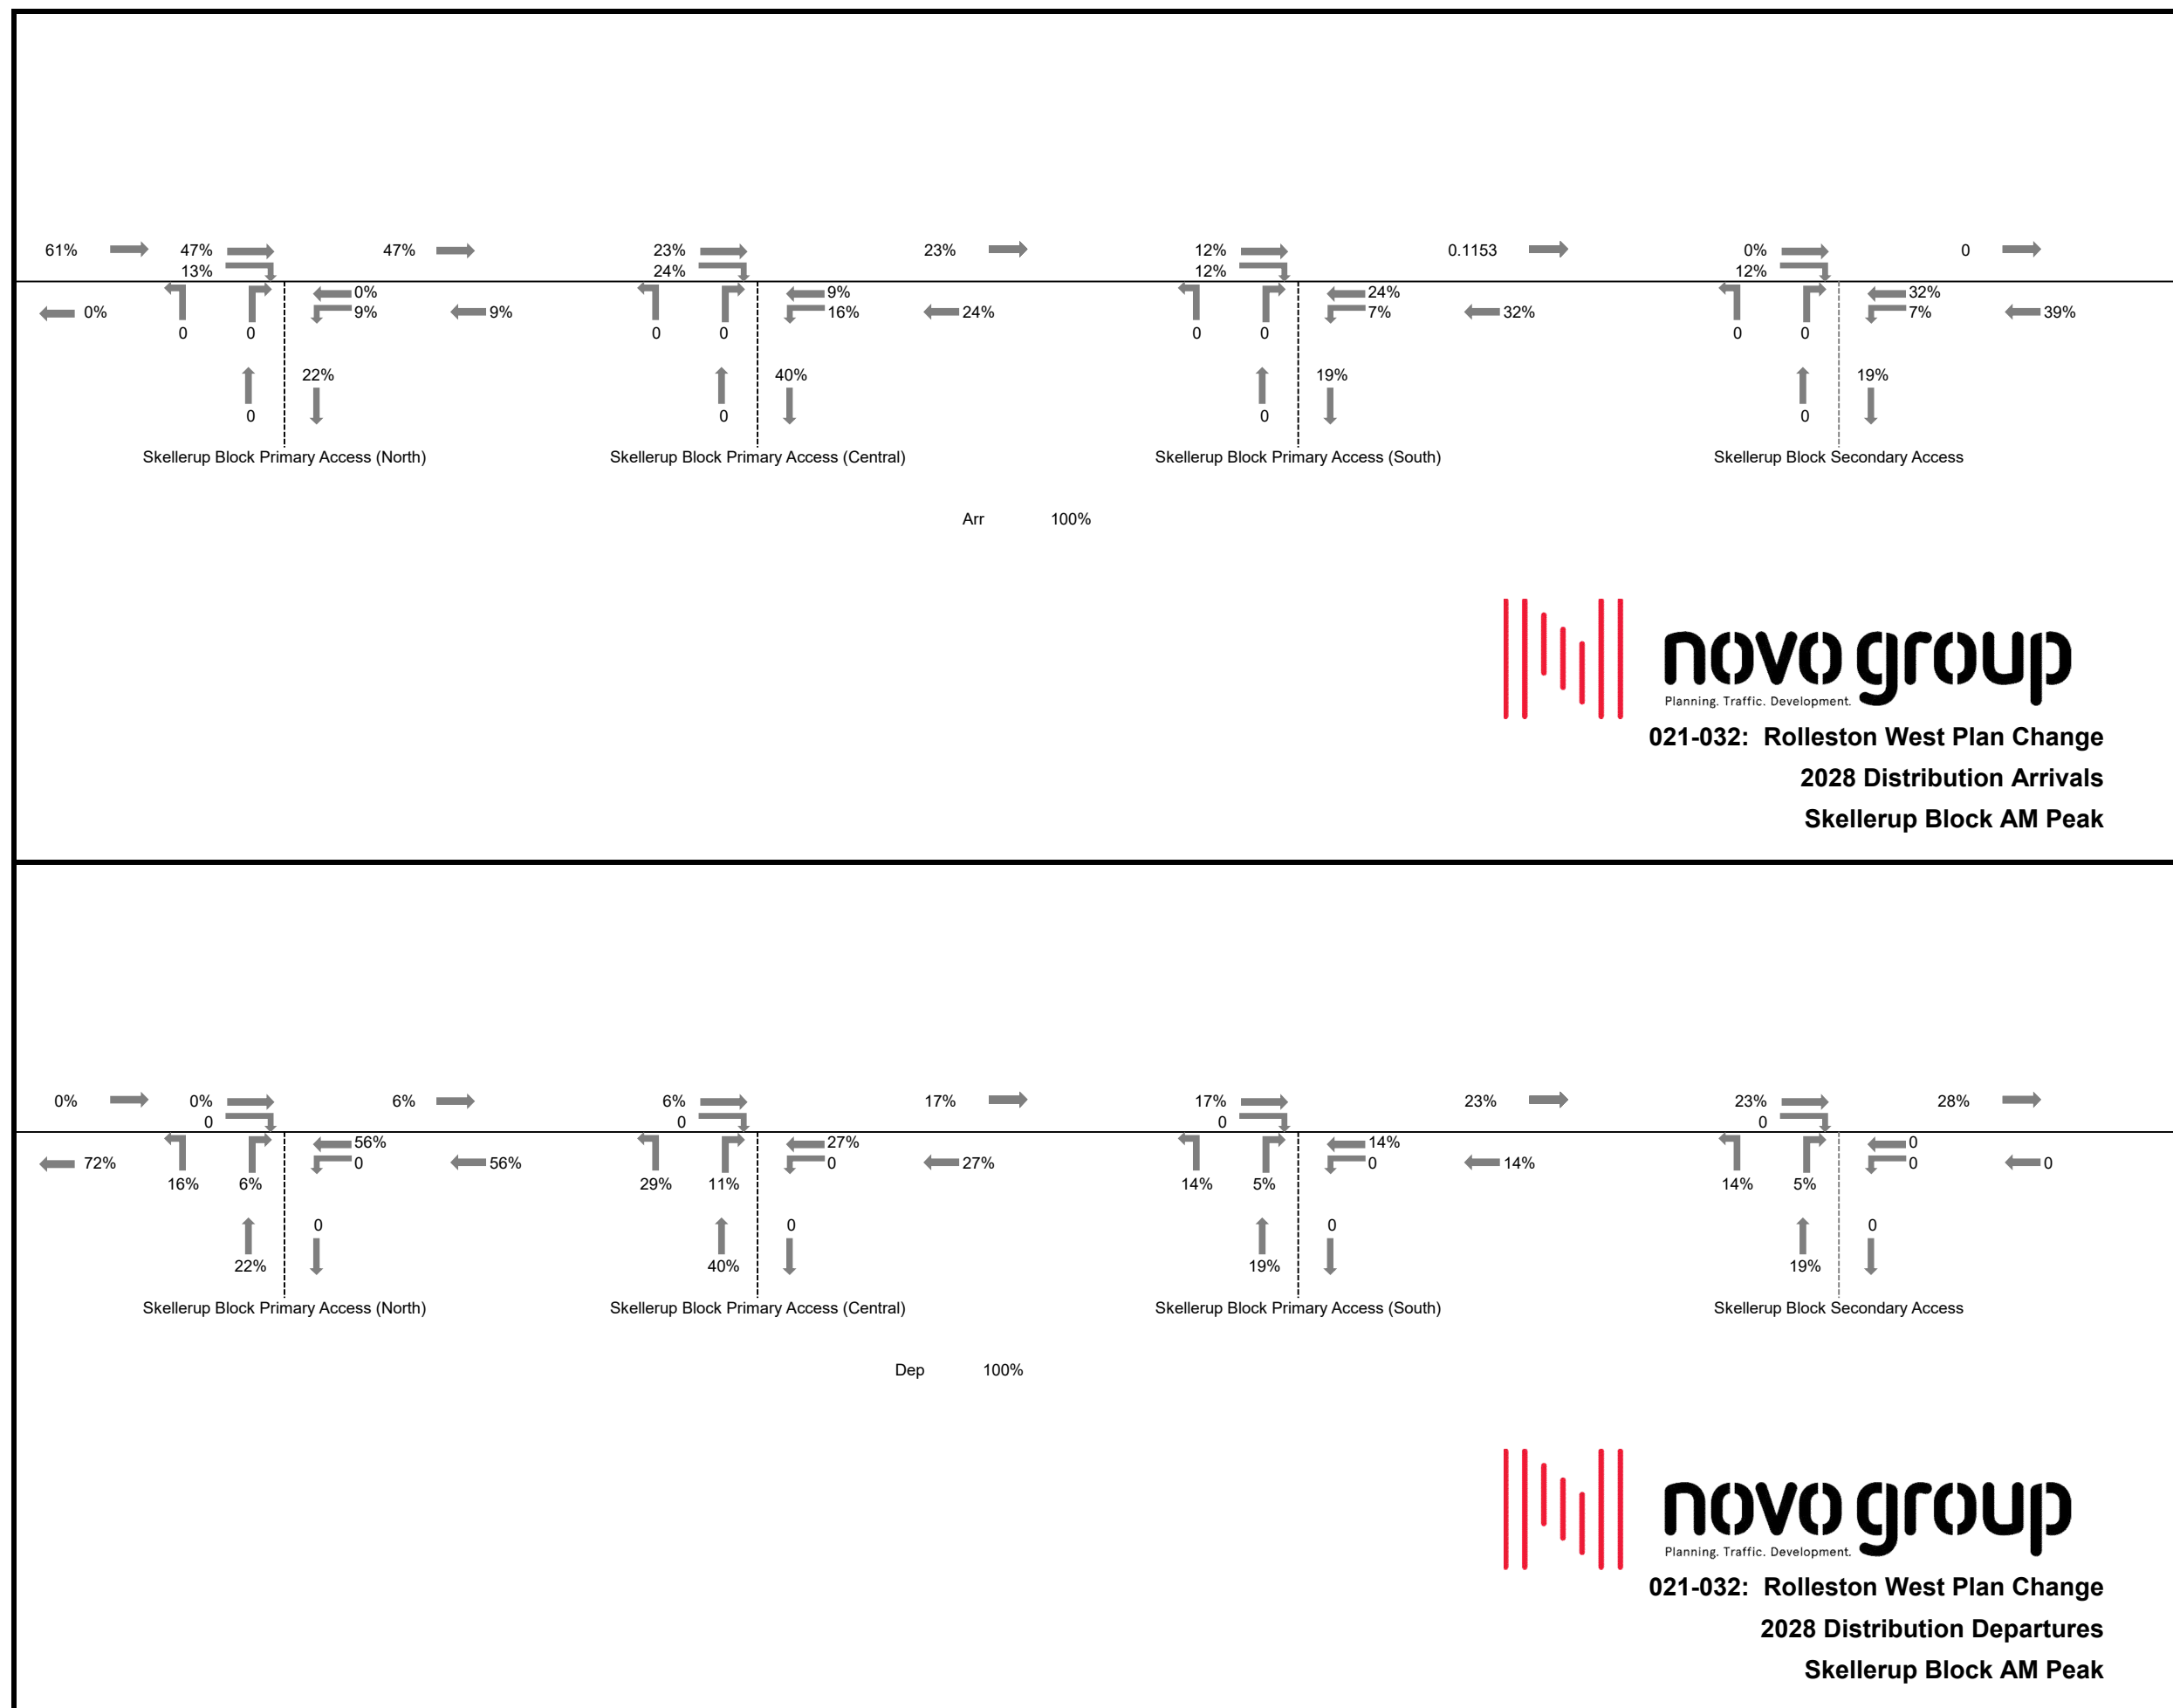 61% 47% 47% 23% 23% 12% 0.1153 0% 0
13% 24% 12% 12%
0% 9% 24% 32%
0% 9% 9% 16% 24% 7% 32% 7% 39%
0 0 0 0 0 0 0 0
22% 40% 19% 19%
0 0 0 0
Skellerup Block Primary Access (North) Skellerup Block Primary Access (Central) Skellerup Block Primary Access (South) Skellerup Block Secondary Access
Arr 100%
novo group
Planning. Traffic. Development.
021-032: Rolleston West Plan Change
2028 Distribution Arrivals
Skellerup Block AM Peak
0% 0% 6% 6% 17% 17% 23% 23% 28%
0 0 0 0
56% 27% 14% 0
72% 0 56% 0 27% 0 14% 0 0
16% 6% 29% 11% 14% 5% 14% 5%
0 0 0 0
22% 40% 19% 19%
Skellerup Block Primary Access (North) Skellerup Block Primary Access (Central) Skellerup Block Primary Access (South) Skellerup Block Secondary Access
Dep 100%
novo group
Planning. Traffic. Development.
021-032: Rolleston West Plan Change
2028 Distribution Departures
Skellerup Block AM Peak